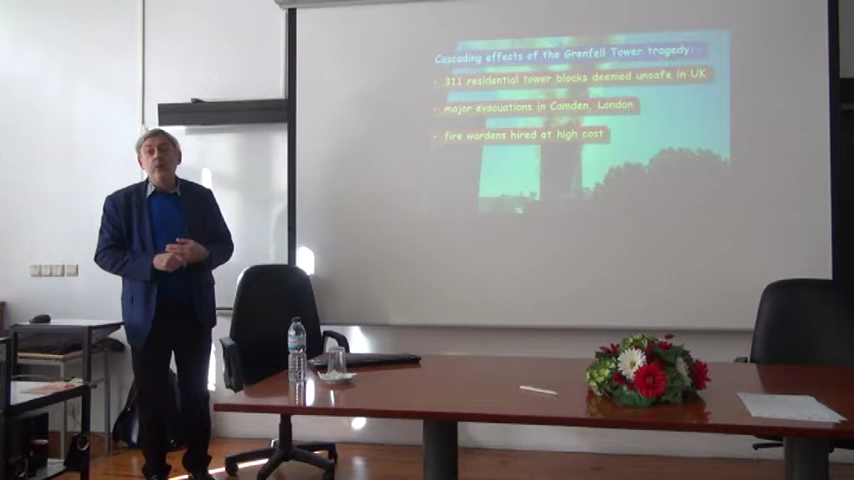 Cascading effects of the Grenfell Tower tragedy:-
- 311 residential tower blocks deemed unsafe in UK
- major evacuations in Camden, London
- fire wardens hired at high cost